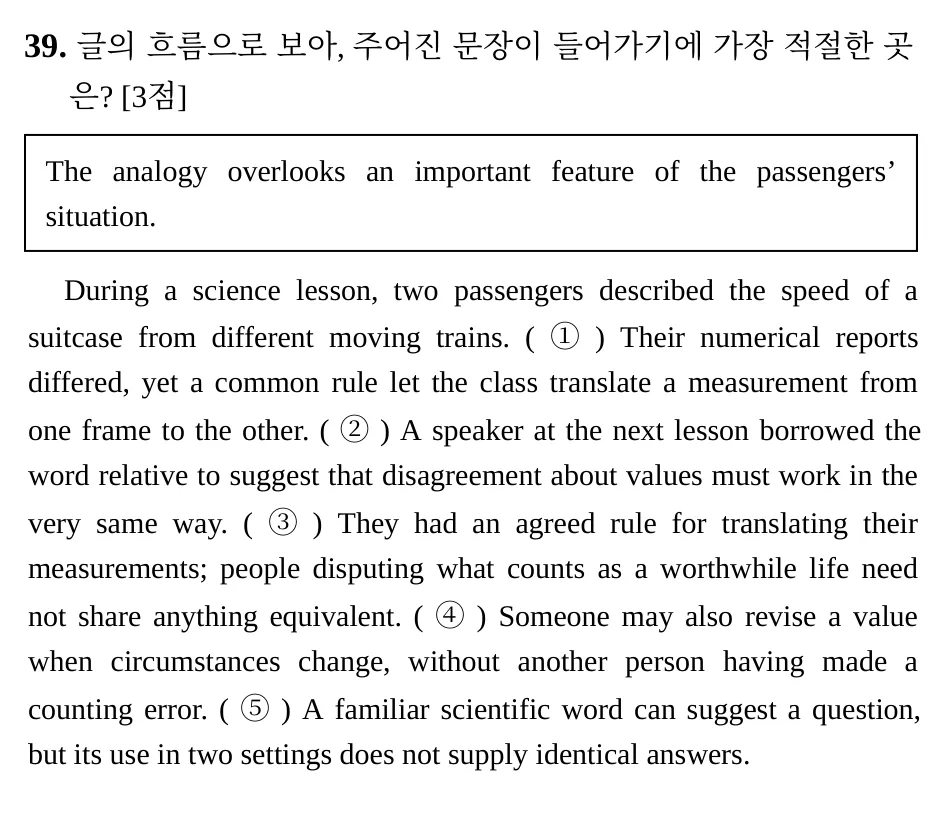 39. 글의 흐름으로 보아, 주어진 문장이 들어가기에 가장 적절한 곳
은? [3점]
The analogy overlooks an important feature of the passengers’
situation.
During a science lesson, two passengers described the speed of a
suitcase from different moving trains. ( ① ) Their numerical reports
differed, yet a common rule let the class translate a measurement from
one frame to the other. ( ② ) A speaker at the next lesson borrowed the
word relative to suggest that disagreement about values must work in the
very same way. ( ③ ) They had an agreed rule for translating their
measurements; people disputing what counts as a worthwhile life need
not share anything equivalent. ( ④ ) Someone may also revise a value
when circumstances change, without another person having made a
counting error. ( ⑤ ) A familiar scientific word can suggest a question,
but its use in two settings does not supply identical answers.